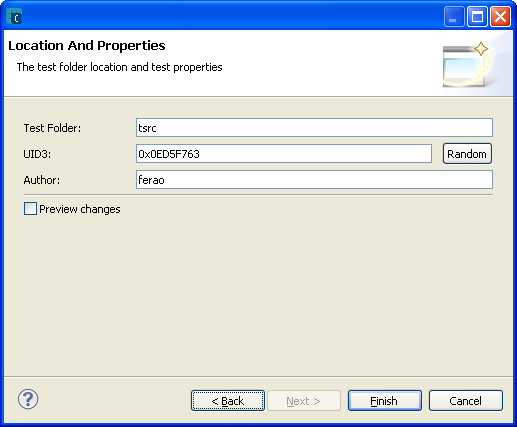 Location And Properties
The test folder location and test properties
Test Folder: tsrc
UID3: 0x0ED5F763 Random
Author: ferao
Preview changes
? < Back Next > Finish Cancel